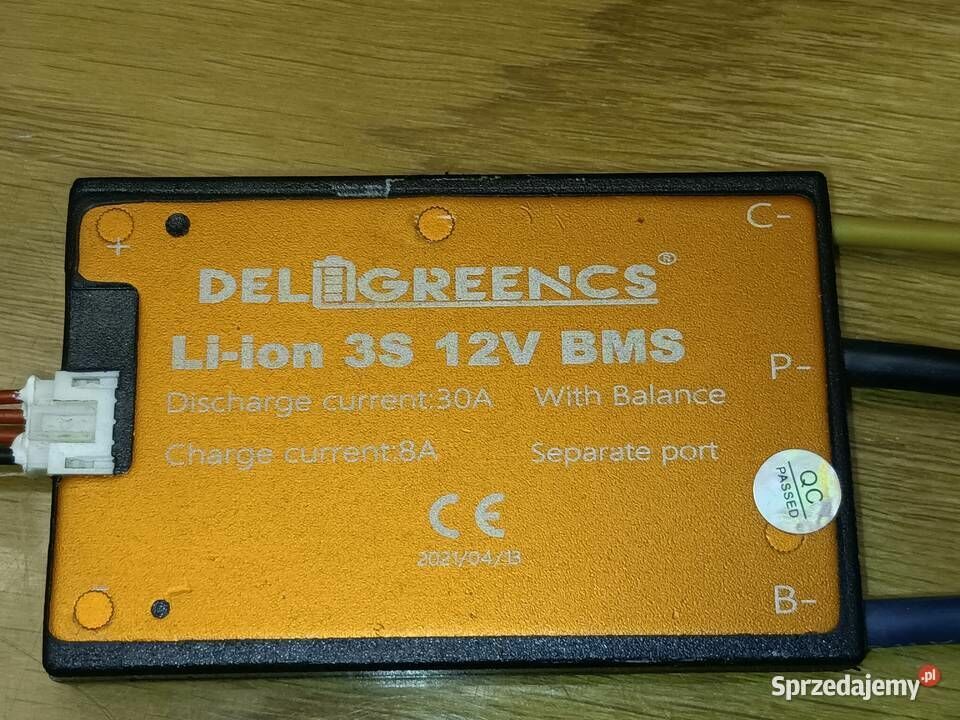 C-
+
-
DELIGREENCS®
Li-ion 3S 12V BMS
P-
Discharge current:30A With Balance
Charge current:8A Separate port
QC
PASSED
CE
2021/04/13
-
B-
Sprzedajemy.pl